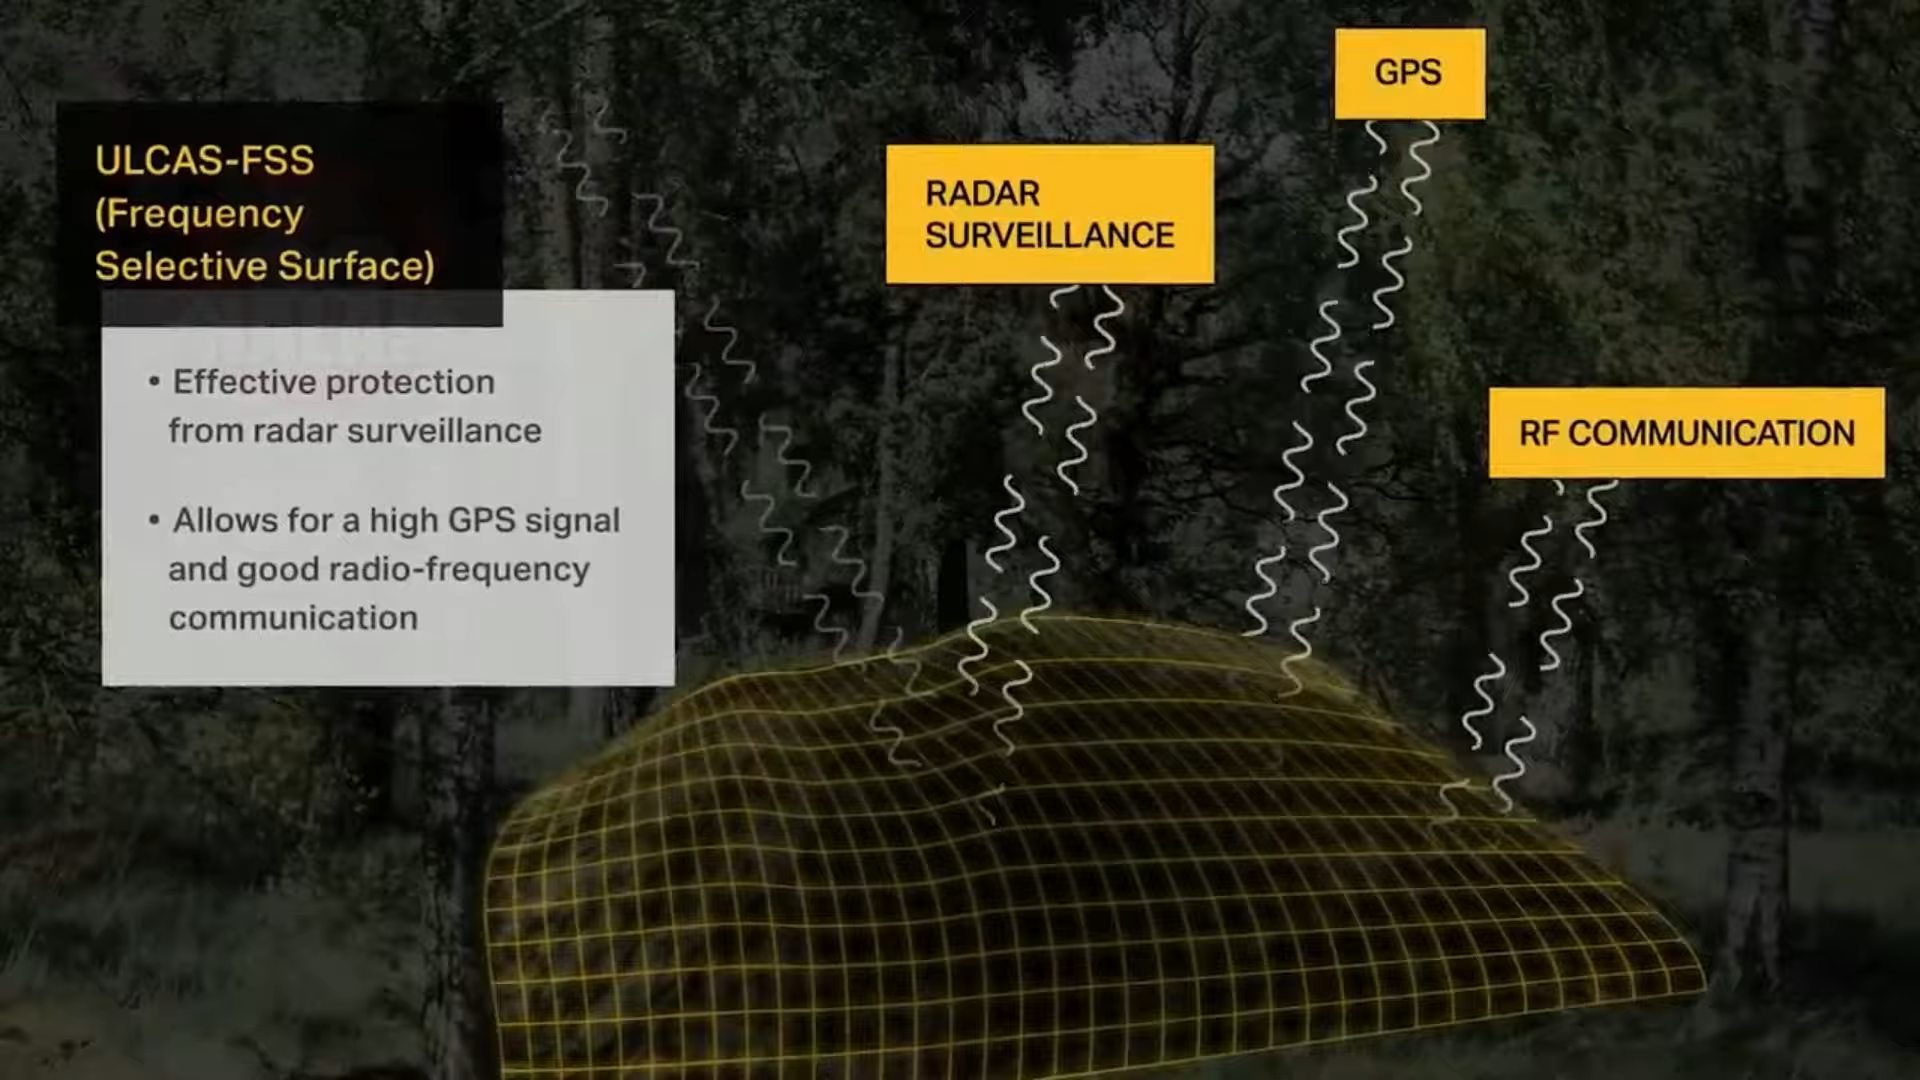 ULCAS-FSS
(Frequency
Selective Surface)
• Effective protection
from radar surveillance
• Allows for a high GPS signal
and good radio-frequency
communication
RADAR
SURVEILLANCE
GPS
RF COMMUNICATION